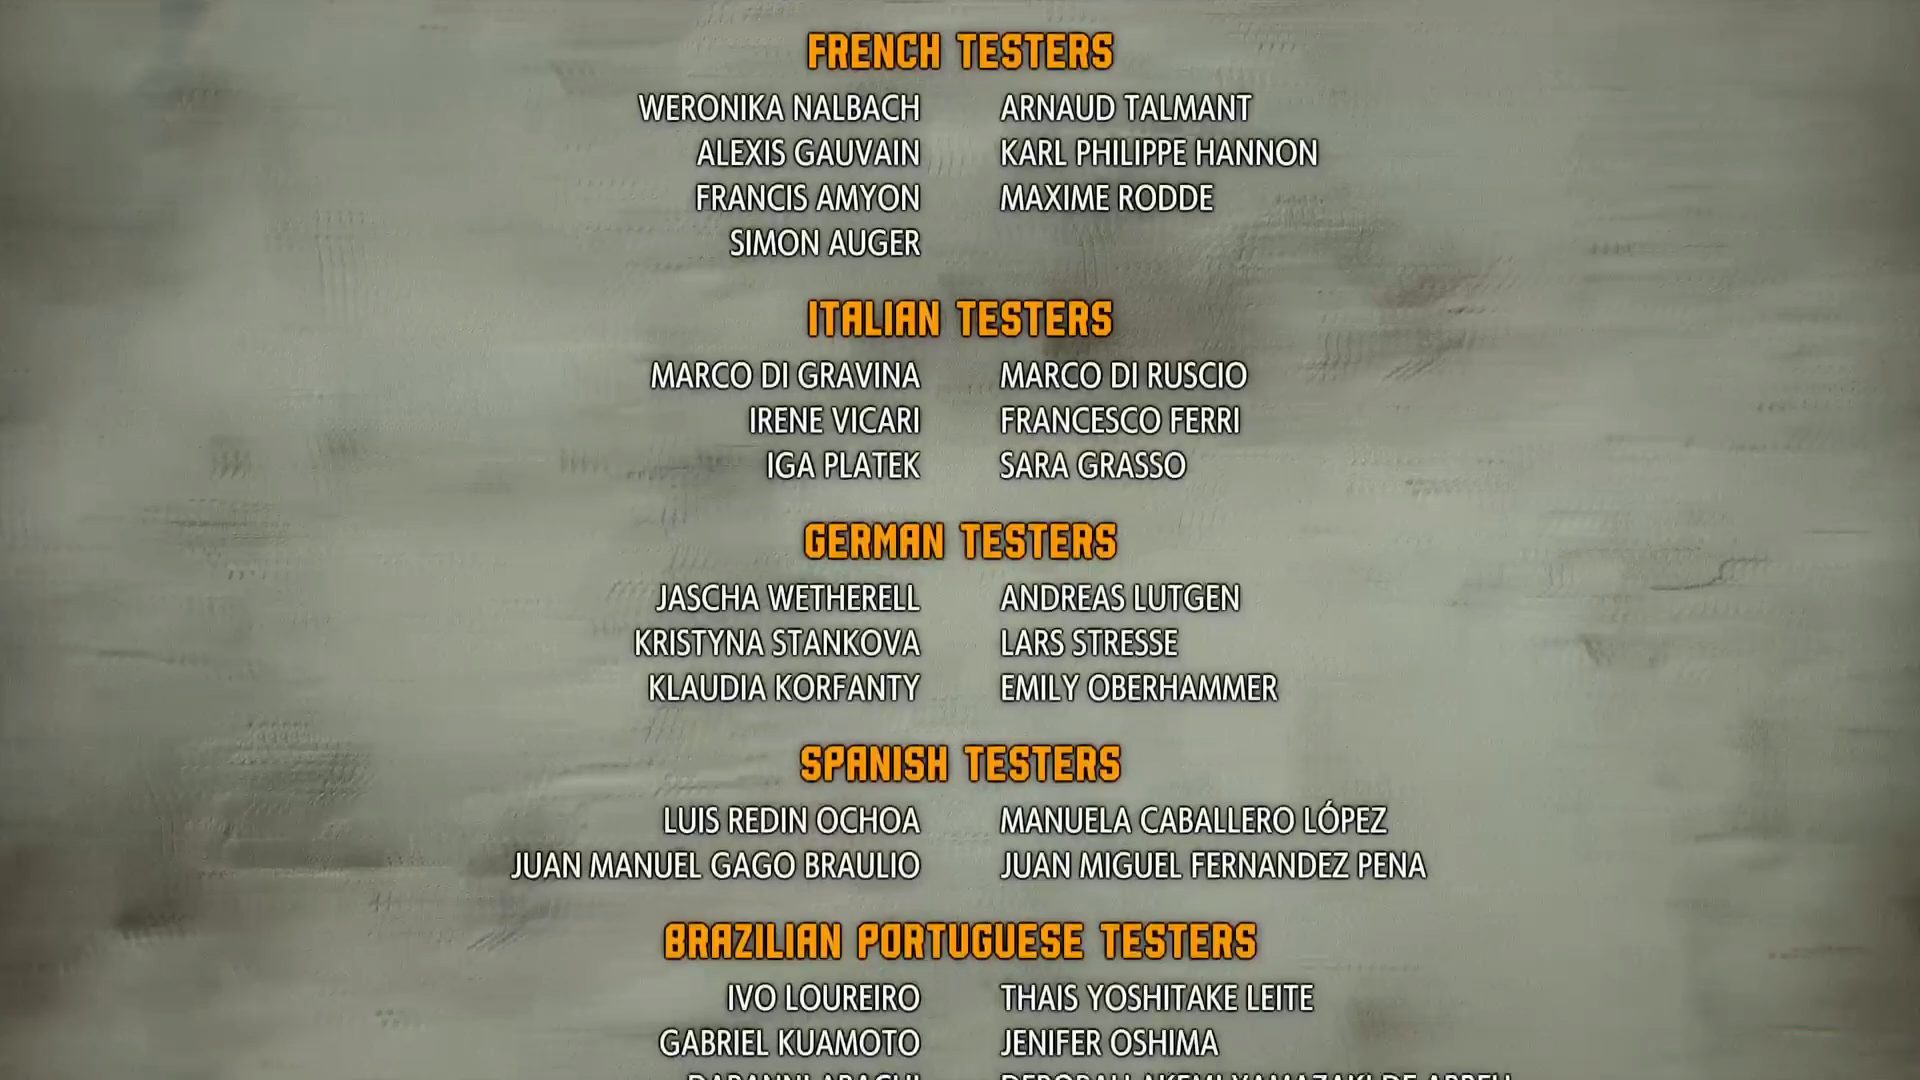 FRENCH TESTERS
WERONIKA NALBACH ARNAUD TALMANT
ALEXIS GAUVAIN KARL PHILIPPE HANNON
FRANCIS AMYON MAXIME RODDE
SIMON AUGER
ITALIAN TESTERS
MARCO DI GRAVINA MARCO DI RUSCIO
IRENE VICARI FRANCESCO FERRI
IGA PLATEK SARA GRASSO
GERMAN TESTERS
JASCHA WETHERELL ANDREAS LUTGEN
KRISTYNA STANKOVA LARS STRESSE
KLAUDIA KORFANTY EMILY OBERHAMMER
SPANISH TESTERS
LUIS REDIN OCHOA MANUELA CABALLERO LÓPEZ
JUAN MANUEL GAGO BRAULIO JUAN MIGUEL FERNANDEZ PENA
BRAZILIAN PORTUGUESE TESTERS
IVO LOUREIRO THAIS YOSHITAKE LEITE
GABRIEL KUAMOTO JENIFER OSHIMA